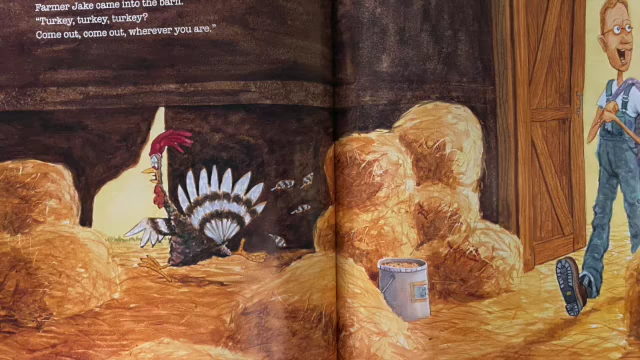 Farmer Jake came into the barn.
"Turkey, turkey, turkey?
Come out, come out, wherever you are."